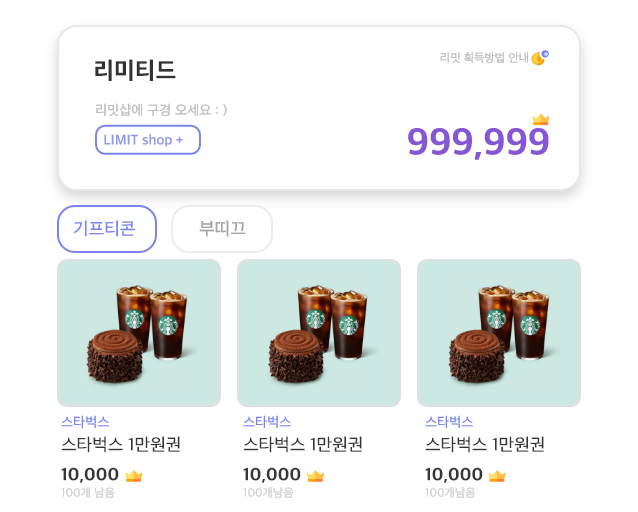 리미티드
리밋 획득방법 안내
리밋샵에 구경 오세요 : )
LIMIT shop +
999,999
기프티콘
부띠끄
스타벅스
스타벅스 1만원권
10,000
100개 남음
스타벅스
스타벅스 1만원권
10,000
100개남음
스타벅스
스타벅스 1만원권
10,000
100개남음